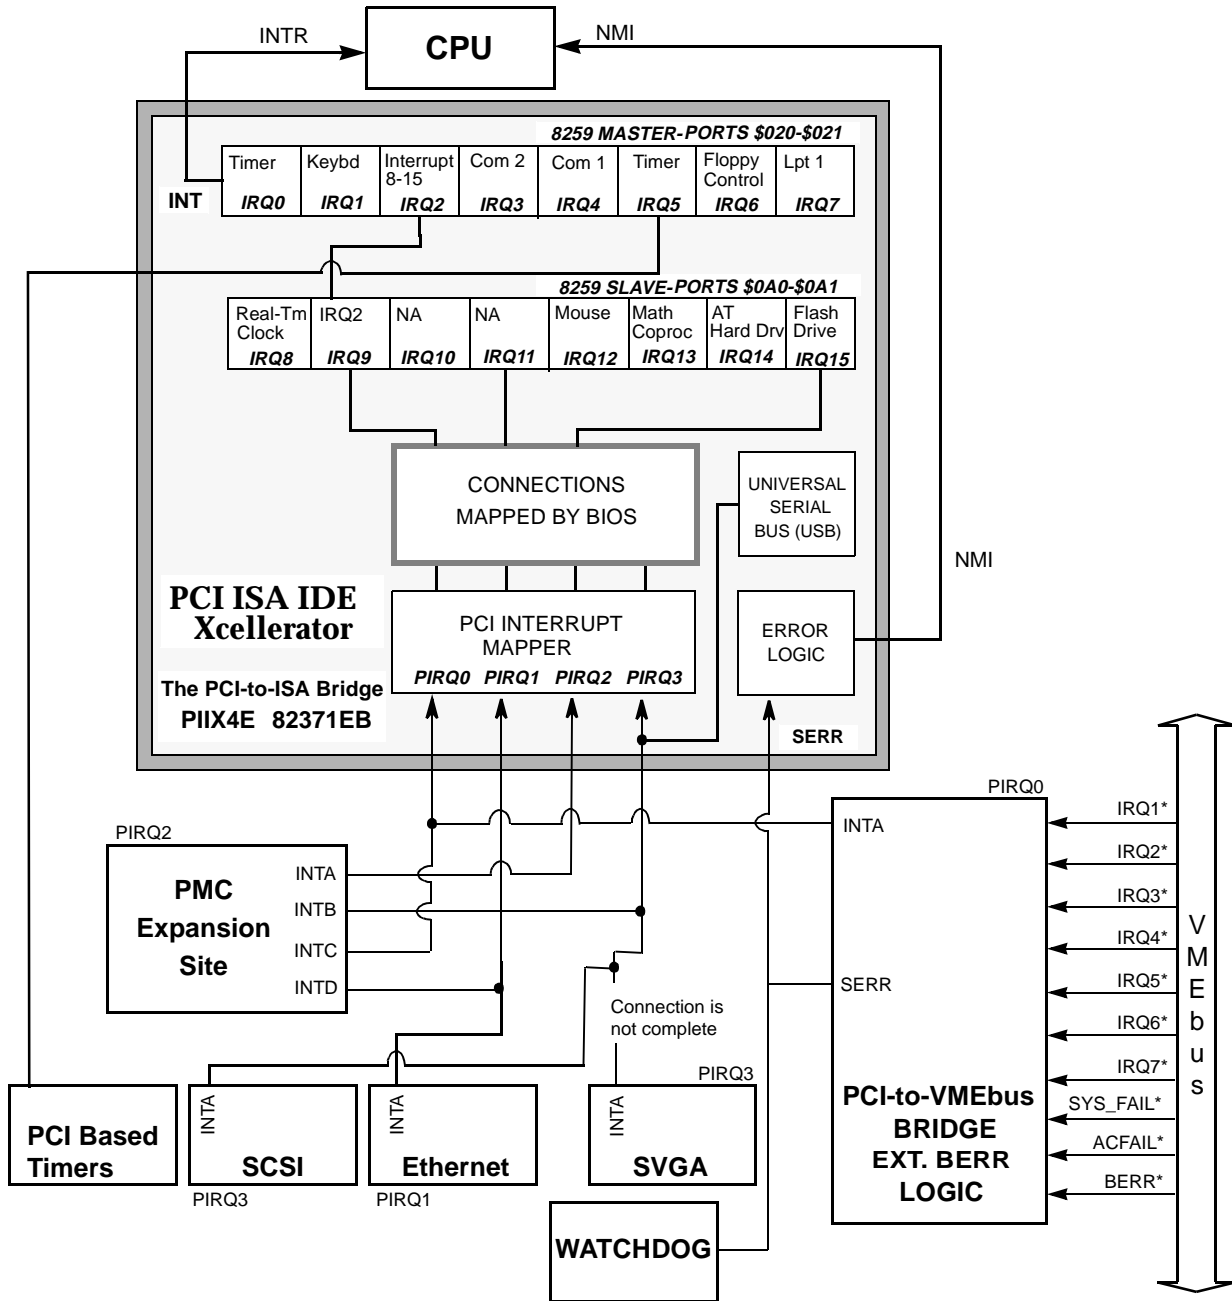 INTR
CPU
NMI
8259 MASTER-PORTS $020-$021
Timer
IRQ0
Keybd
IRQ1
Interrupt
8-15
IRQ2
Com 2
IRQ3
Com 1
IRQ4
Timer
IRQ5
Floppy
Control
IRQ6
Lpt 1
IRQ7
INT
8259 SLAVE-PORTS $0A0-$0A1
Real-Tm
Clock
IRQ8
IRQ2
IRQ9
NA
IRQ10
NA
IRQ11
Mouse
IRQ12
Math
Coproc
IRQ13
AT
Hard Drv
IRQ14
Flash
Drive
IRQ15
CONNECTIONS
MAPPED BY BIOS
UNIVERSAL
SERIAL
BUS (USB)
NMI
PCI ISA IDE
Xcellerator
PCI INTERRUPT
MAPPER
PIRQ0 PIRQ1 PIRQ2 PIRQ3
ERROR
LOGIC
The PCI-to-ISA Bridge
PIIX4E 82371EB
SERR
PIRQ2
PMC
Expansion
Site
INTA
INTB
INTC
INTD
PIRQ0
INTA
SERR
PCI-to-VMEbus
BRIDGE
EXT. BERR
LOGIC
IRQ1*
IRQ2*
IRQ3*
IRQ4*
IRQ5*
IRQ6*
IRQ7*
SYS_FAIL*
ACFAIL*
BERR*
VMEbus
Connection is
not complete
PCI Based
Timers
INTA
SCSI
PIRQ3
INTA
Ethernet
PIRQ1
PIRQ3
INTA
SVGA
WATCHDOG